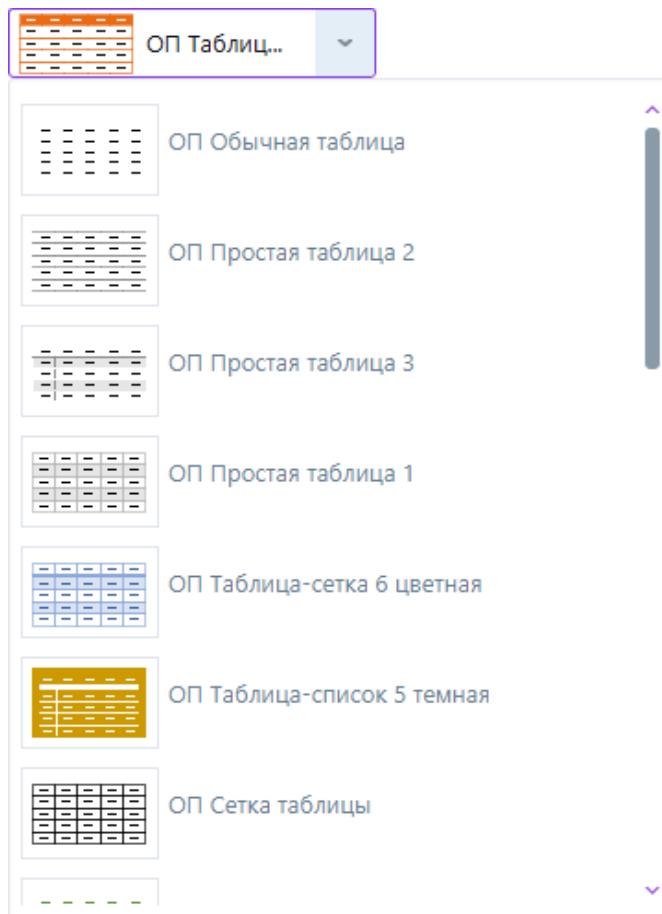 ОП Таблиц...
ОП Обычная таблица
ОП Простая таблица 2
ОП Простая таблица 3
ОП Простая таблица 1
ОП Таблица-сетка 6 цветная
ОП Таблица-список 5 темная
ОП Сетка таблицы